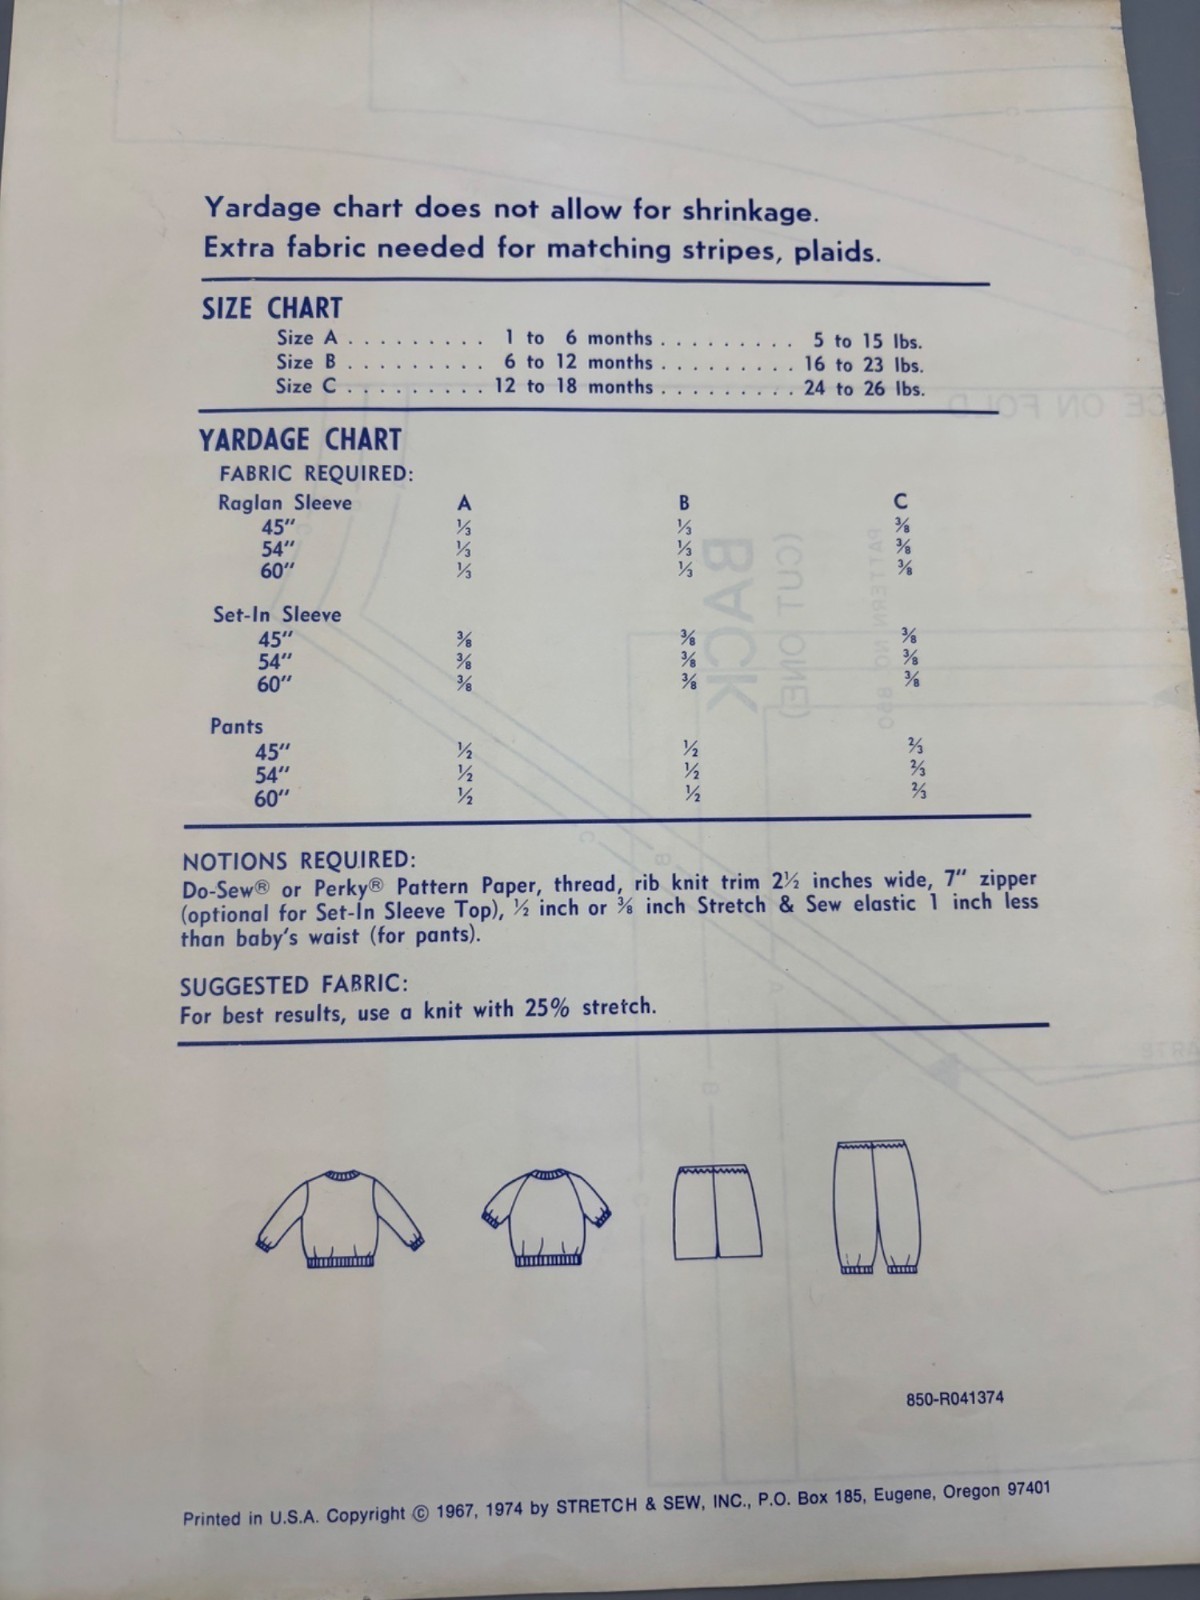 Yardage chart does not allow for shrinkage.
Extra fabric needed for matching stripes, plaids.
SIZE CHART
Size A . . . . . . . . . 1 to 6 months . . . . . . . . . 5 to 15 lbs.
Size B . . . . . . . . . 6 to 12 months . . . . . . . . . 16 to 23 lbs.
Size C . . . . . . . . . 12 to 18 months . . . . . . . . . 24 to 26 lbs.
YARDAGE CHART
FABRIC REQUIRED:
Raglan Sleeve A B C
45" ⅓ ⅓ ⅜
54" ⅓ ⅓ ⅜
60" ⅓ ⅓ ⅜
Set-In Sleeve
45" ⅜ ⅜ ⅜
54" ⅜ ⅜ ⅜
60" ⅜ ⅜ ⅜
Pants
45" ½ ½ ⅔
54" ½ ½ ⅔
60" ½ ½ ⅔
NOTIONS REQUIRED:
Do-Sew® or Perky® Pattern Paper, thread, rib knit trim 2½ inches wide, 7" zipper
(optional for Set-In Sleeve Top), ½ inch or ⅜ inch Stretch & Sew elastic 1 inch less
than baby's waist (for pants).
SUGGESTED FABRIC:
For best results, use a knit with 25% stretch.
850-R041374
Printed in U.S.A. Copyright © 1967, 1974 by STRETCH & SEW, INC., P.O. Box 185, Eugene, Oregon 97401
CE ON FOLD
BACK
(CUT ONE)
PATTERN NO. 850